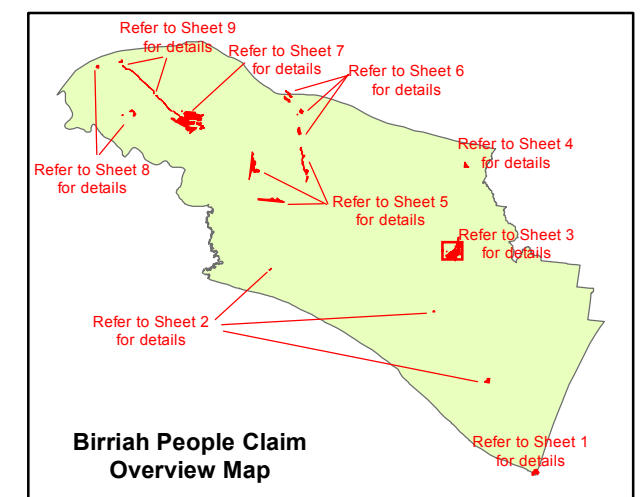 Refer to Sheet 9
for details
Refer to Sheet 7
for details
Refer to Sheet 6
for details
Refer to Sheet 4
for details
Refer to Sheet 8
for details
Refer to Sheet 5
for details
Refer to Sheet 3
for details
Refer to Sheet 2
for details
Refer to Sheet 1
for details
Birriah People Claim
Overview Map